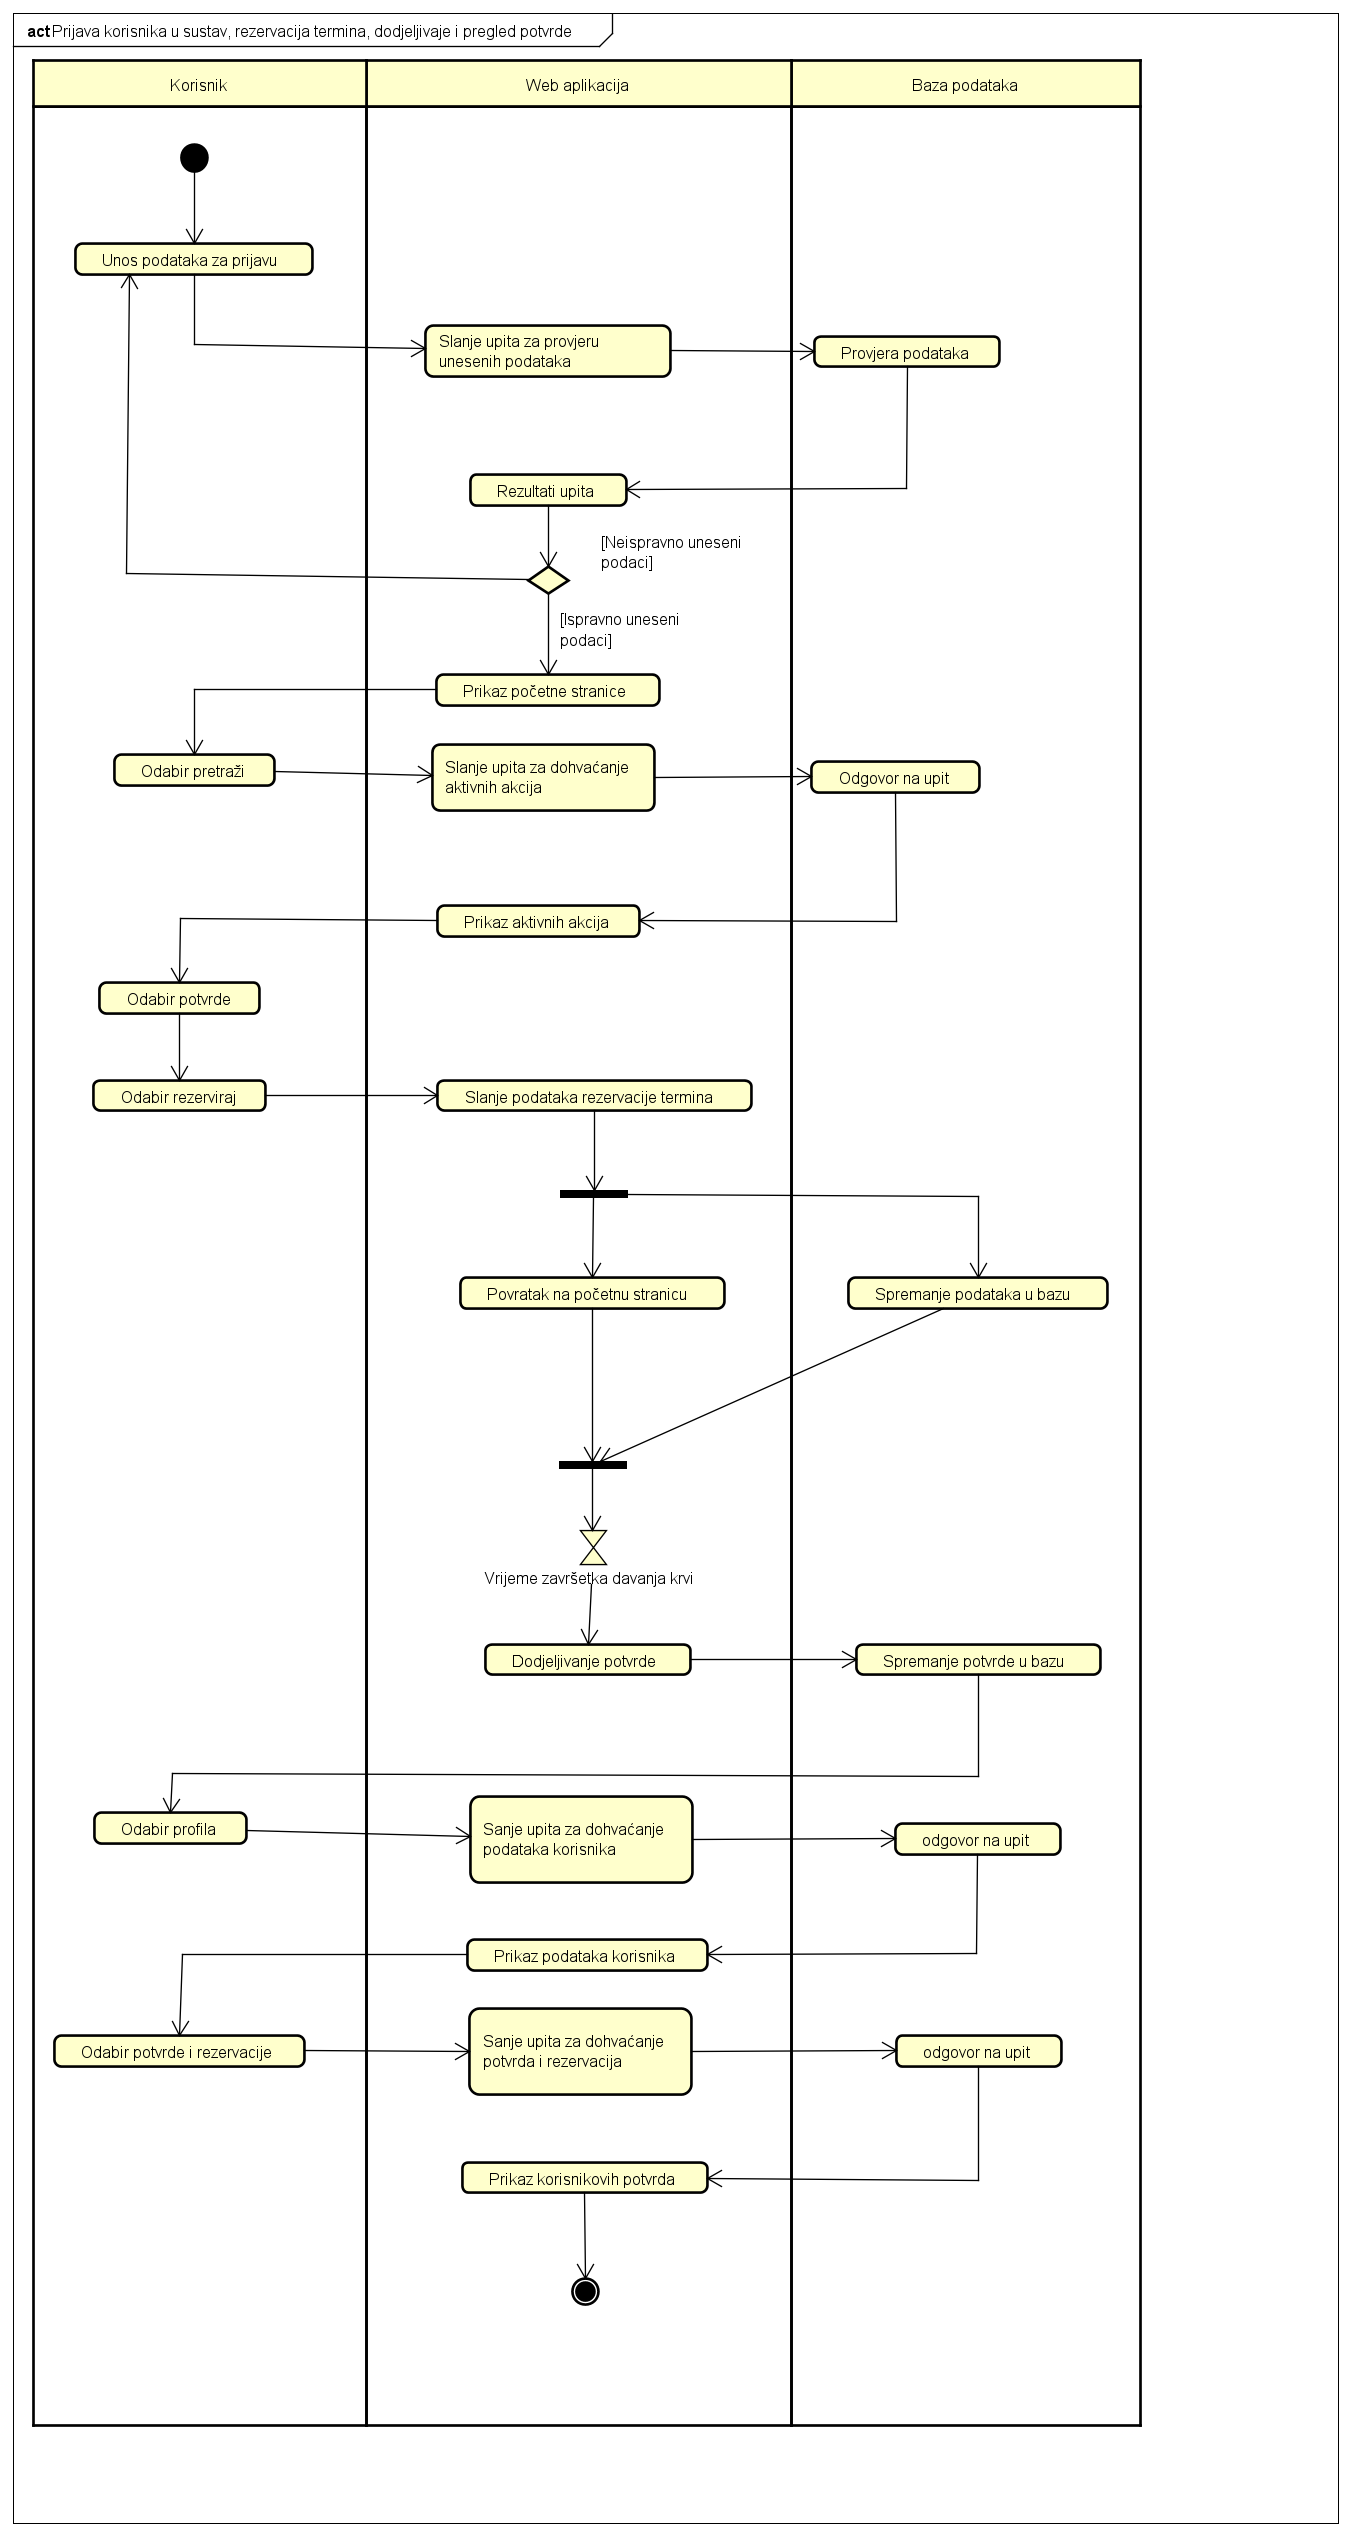 act Prijava korisnika u sustav, rezervacija termina, dodjeljivaje i pregled potvrde
Korisnik
Web aplikacija
Baza podataka
Unos podataka za prijavu
Slanje upita za provjeru
unesenih podataka
Provjera podataka
Rezultati upita
[Neispravno uneseni
podaci]
[Ispravno uneseni
podaci]
Prikaz početne stranice
Odabir pretraži
Slanje upita za dohvaćanje
aktivnih akcija
Odgovor na upit
Prikaz aktivnih akcija
Odabir potvrde
Odabir rezerviraj
Slanje podataka rezervacije termina
Povratak na početnu stranicu
Spremanje podataka u bazu
Vrijeme završetka davanja krvi
Dodjeljivanje potvrde
Spremanje potvrde u bazu
Odabir profila
Sanje upita za dohvaćanje
podataka korisnika
odgovor na upit
Prikaz podataka korisnika
Odabir potvrde i rezervacije
Sanje upita za dohvaćanje
potvrda i rezervacija
odgovor na upit
Prikaz korisnikovih potvrda